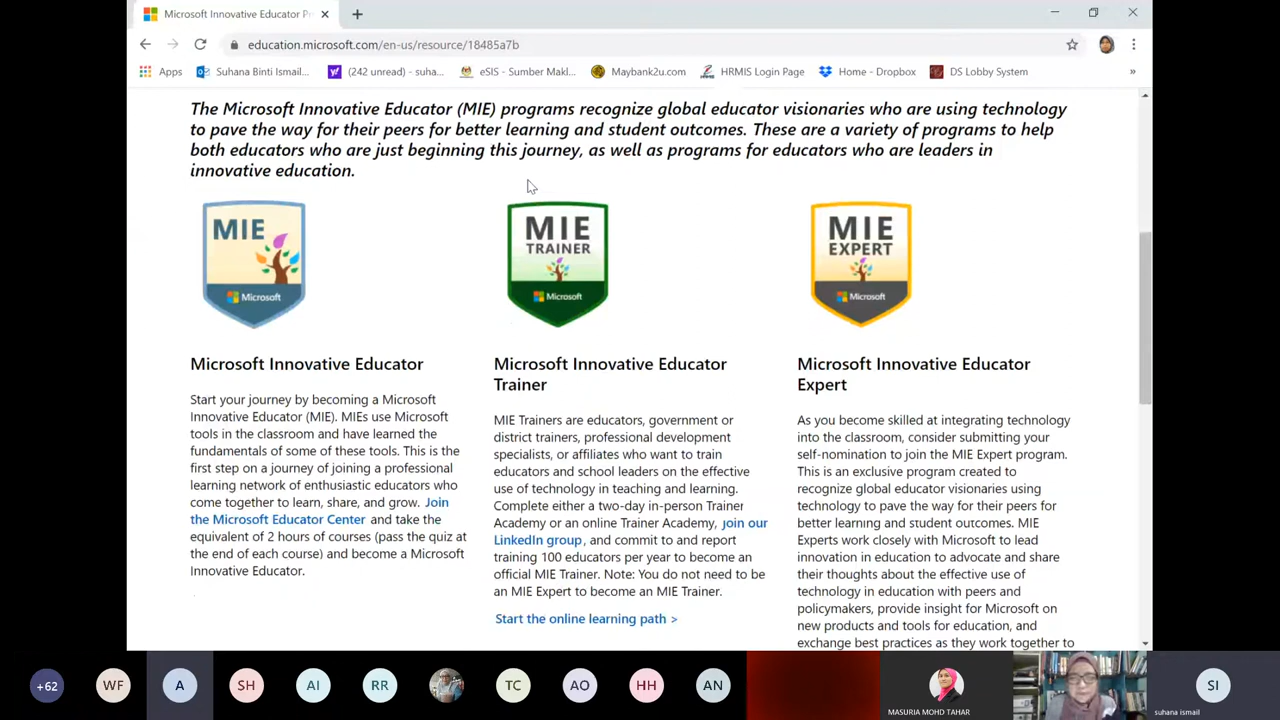 Microsoft Innovative Educator Pr
education.microsoft.com/en-us/resource/18485a7b
Apps
Suhana Binti Ismail...
(242 unread) - suha...
eSIS - Sumber Makl...
Maybank2u.com
HRMIS Login Page
Home - Dropbox
DS Lobby System
»
The Microsoft Innovative Educator (MIE) programs recognize global educator visionaries who are using technology
to pave the way for their peers for better learning and student outcomes. These are a variety of programs to help
both educators who are just beginning this journey, as well as programs for educators who are leaders in
innovative education.
MIE
Microsoft
MIE
TRAINER
Microsoft
MIE
EXPERT
Microsoft
Microsoft Innovative Educator
Start your journey by becoming a Microsoft
Innovative Educator (MIE). MIEs use Microsoft
tools in the classroom and have learned the
fundamentals of some of these tools. This is the
first step on a journey of joining a professional
learning network of enthusiastic educators who
come together to learn, share, and grow. Join
the Microsoft Educator Center and take the
equivalent of 2 hours of courses (pass the quiz at
the end of each course) and become a Microsoft
Innovative Educator.
Microsoft Innovative Educator
Trainer
MIE Trainers are educators, government or
district trainers, professional development
specialists, or affiliates who want to train
educators and school leaders on the effective
use of technology in teaching and learning.
Complete either a two-day in-person Trainer
Academy or an online Trainer Academy, join our
LinkedIn group, and commit to and report
training 100 educators per year to become an
official MIE Trainer. Note: You do not need to be
an MIE Expert to become an MIE Trainer.
Start the online learning path >
Microsoft Innovative Educator
Expert
As you become skilled at integrating technology
into the classroom, consider submitting your
self-nomination to join the MIE Expert program.
This is an exclusive program created to
recognize global educator visionaries using
technology to pave the way for their peers for
better learning and student outcomes. MIE
Experts work closely with Microsoft to lead
innovation in education to advocate and share
their thoughts about the effective use of
technology in education with peers and
policymakers, provide insight for Microsoft on
new products and tools for education, and
exchange best practices as they work together to
+62
WF
A
SH
AI
RR
TC
AO
HH
AN
MASURIA MOHD TAHAR
SI
suhana ismail